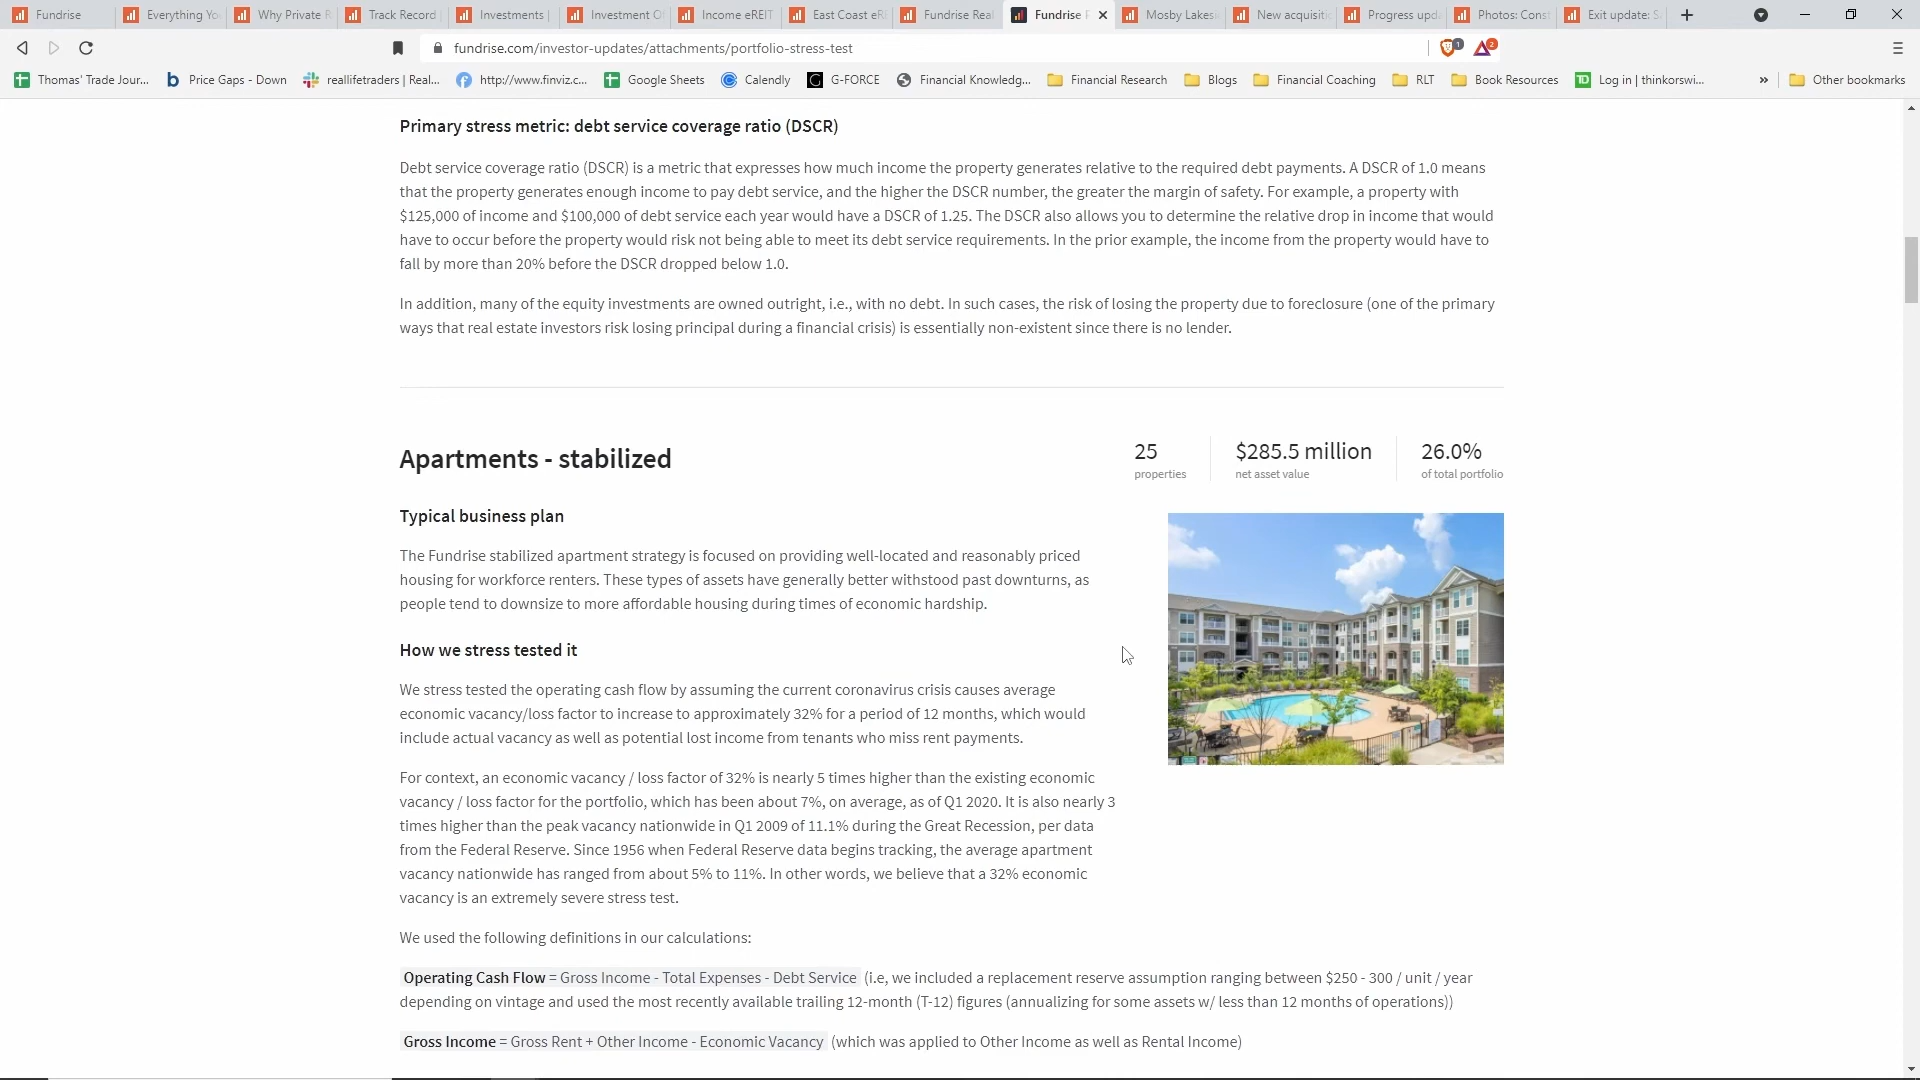 Fundrise
Everything Yo
Why Private R
Track Record
Investments |
Investment O
Income eREIT
East Coast eR
Fundrise Real
Fundrise P
Mosby Lakesi
New acquisiti
Progress upd
Photos: Const
Exit update: S
fundrise.com/investor-updates/attachments/portfolio-stress-test
1
2
Thomas' Trade Jour...
Price Gaps - Down
reallifetraders | Real...
http://www.finviz.c...
Google Sheets
Calendly
G-FORCE
Financial Knowledg...
Financial Research
Blogs
Financial Coaching
RLT
Book Resources
Log in | thinkorswi...
»
Other bookmarks
Primary stress metric: debt service coverage ratio (DSCR)
Debt service coverage ratio (DSCR) is a metric that expresses how much income the property generates relative to the required debt payments. A DSCR of 1.0 means
that the property generates enough income to pay debt service, and the higher the DSCR number, the greater the margin of safety. For example, a property with
$125,000 of income and $100,000 of debt service each year would have a DSCR of 1.25. The DSCR also allows you to determine the relative drop in income that would
have to occur before the property would risk not being able to meet its debt service requirements. In the prior example, the income from the property would have to
fall by more than 20% before the DSCR dropped below 1.0.
In addition, many of the equity investments are owned outright, i.e., with no debt. In such cases, the risk of losing the property due to foreclosure (one of the primary
ways that real estate investors risk losing principal during a financial crisis) is essentially non-existent since there is no lender.
Apartments - stabilized
25
properties
$285.5 million
net asset value
26.0%
of total portfolio
Typical business plan
The Fundrise stabilized apartment strategy is focused on providing well-located and reasonably priced
housing for workforce renters. These types of assets have generally better withstood past downturns, as
people tend to downsize to more affordable housing during times of economic hardship.
How we stress tested it
We stress tested the operating cash flow by assuming the current coronavirus crisis causes average
economic vacancy/loss factor to increase to approximately 32% for a period of 12 months, which would
include actual vacancy as well as potential lost income from tenants who miss rent payments.
For context, an economic vacancy / loss factor of 32% is nearly 5 times higher than the existing economic
vacancy / loss factor for the portfolio, which has been about 7%, on average, as of Q1 2020. It is also nearly 3
times higher than the peak vacancy nationwide in Q1 2009 of 11.1% during the Great Recession, per data
from the Federal Reserve. Since 1956 when Federal Reserve data begins tracking, the average apartment
vacancy nationwide has ranged from about 5% to 11%. In other words, we believe that a 32% economic
vacancy is an extremely severe stress test.
We used the following definitions in our calculations:
Operating Cash Flow = Gross Income - Total Expenses - Debt Service (i.e, we included a replacement reserve assumption ranging between $250 - 300 / unit / year
depending on vintage and used the most recently available trailing 12-month (T-12) figures (annualizing for some assets w/ less than 12 months of operations))
Gross Income = Gross Rent + Other Income - Economic Vacancy (which was applied to Other Income as well as Rental Income)